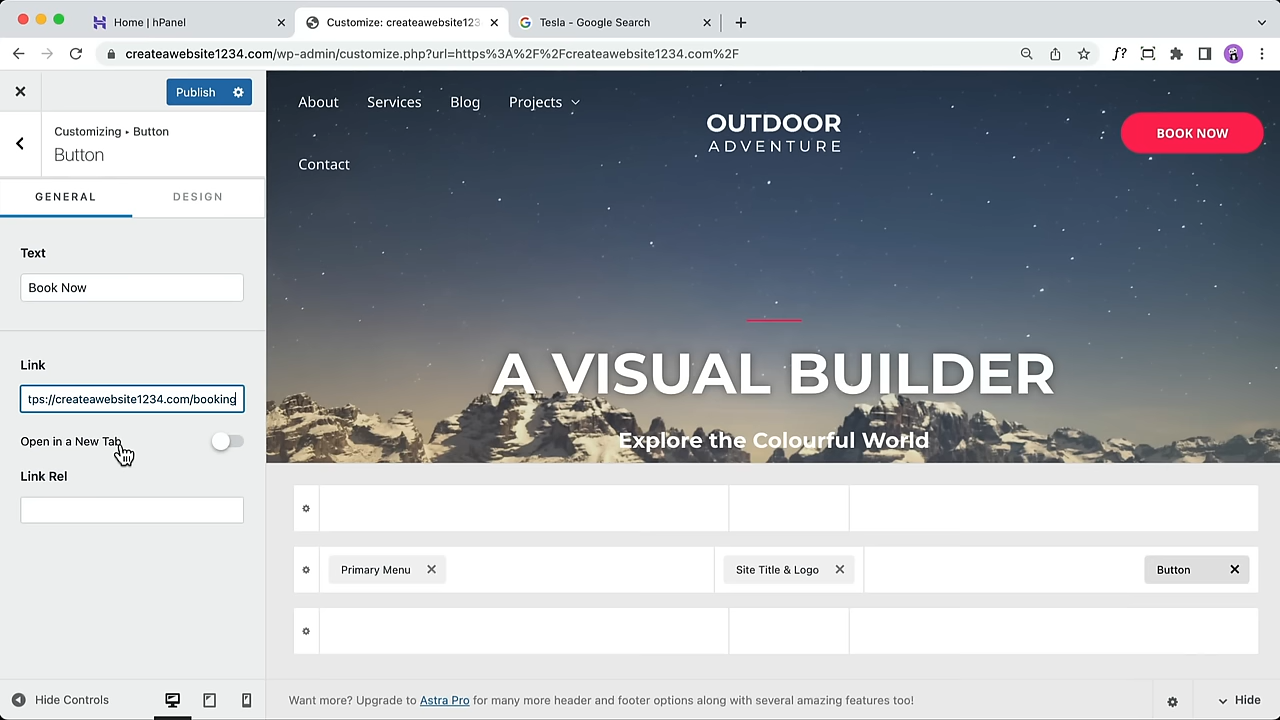 Home | hPanel
Customize: createawebsite123
Tesla - Google Search
createawebsite1234.com/wp-admin/customize.php?url=https%3A%2F%2Fcreateawebsite1234.com%2F
f?
Publish
Customizing ▸ Button
Button
GENERAL
DESIGN
Text
Book Now
Link
tps://createawebsite1234.com/booking
Open in a New Tab
Link Rel
Hide Controls
About
Services
Blog
Projects
Contact
OUTDOOR
ADVENTURE
BOOK NOW
A VISUAL BUILDER
Explore the Colourful World
Primary Menu
Site Title & Logo
Button
Want more? Upgrade to Astra Pro for many more header and footer options along with several amazing features too!
Hide